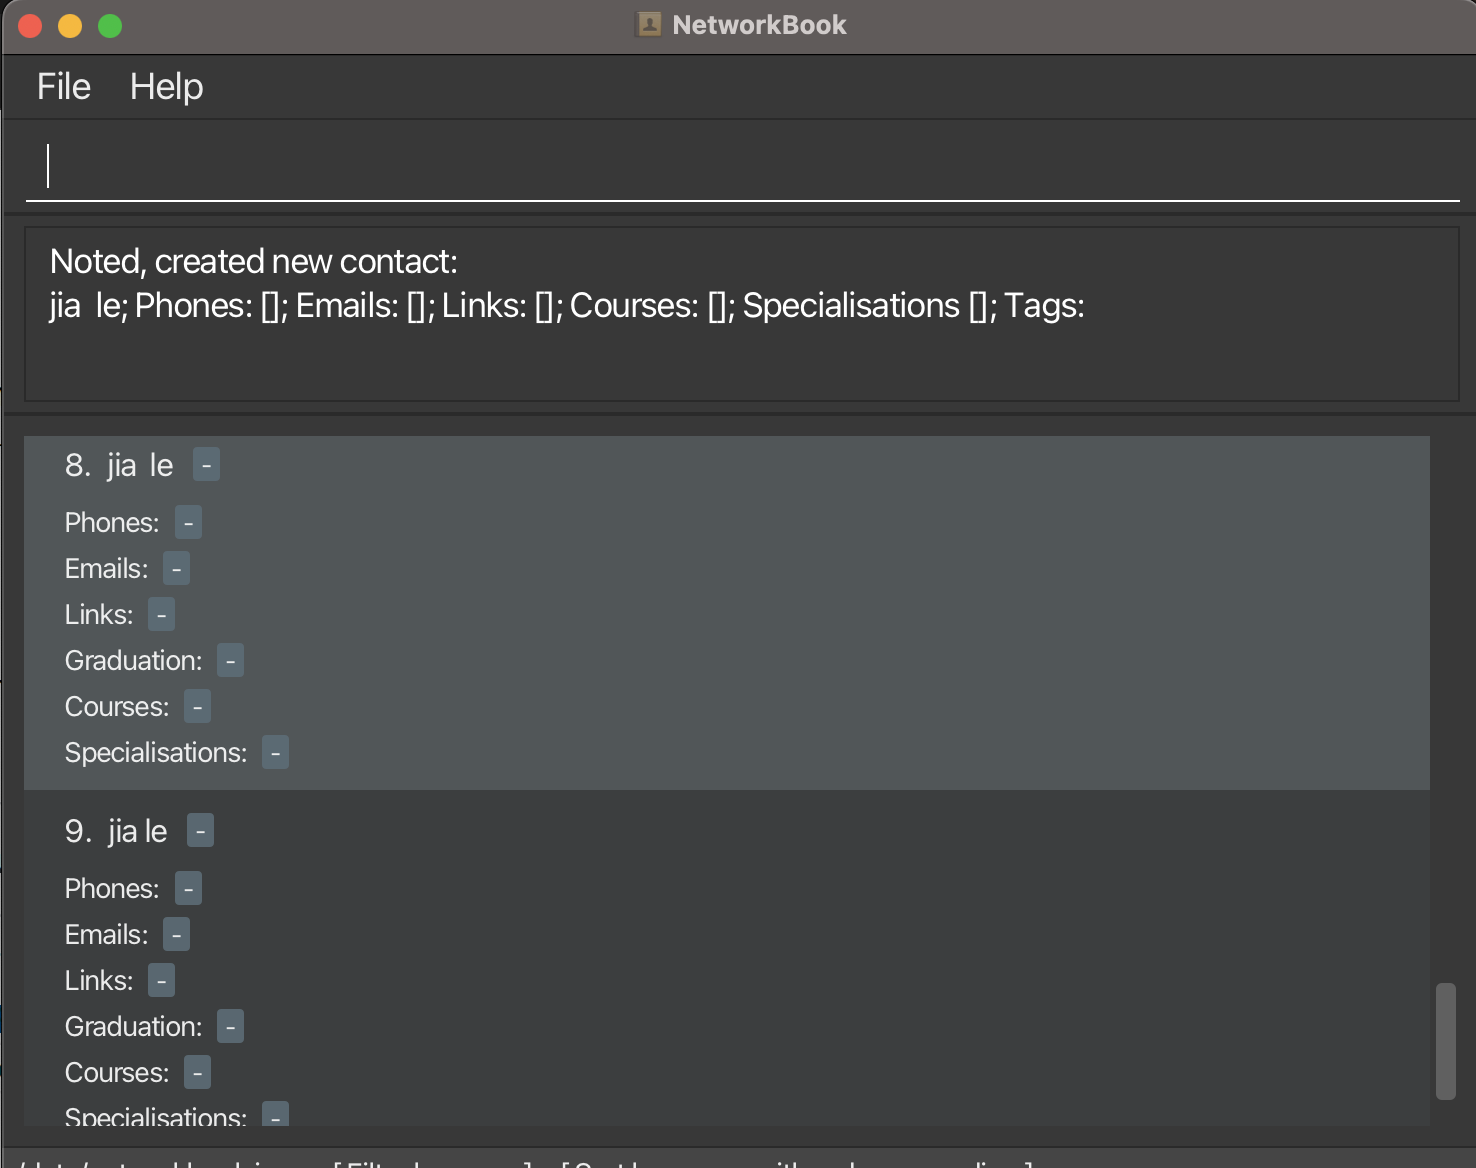 NetworkBook
File Help
Noted, created new contact:
jia  le; Phones: []; Emails: []; Links: []; Courses: []; Specialisations []; Tags:
8. jia  le -
Phones: -
Emails: -
Links: -
Graduation: -
Courses: -
Specialisations: -
9. jia le -
Phones: -
Emails: -
Links: -
Graduation: -
Courses: -
Specialisations: -